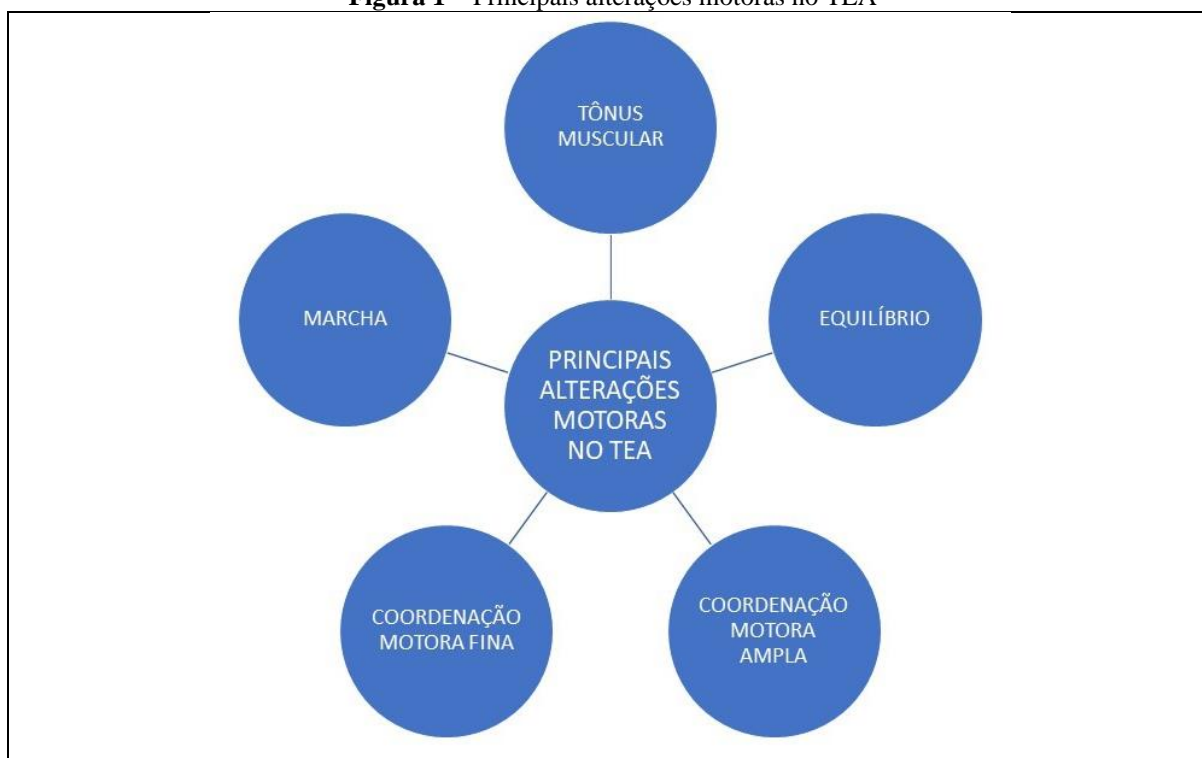 Figura 1 - Principais alterações motoras no TEA
TÔNUS
MUSCULAR
MARCHA
EQUILÍBRIO
PRINCIPAIS
ALTERAÇÕES
MOTORAS
NO TEA
COORDENAÇÃO
MOTORA FINA
COORDENAÇÃO
MOTORA
AMPLA